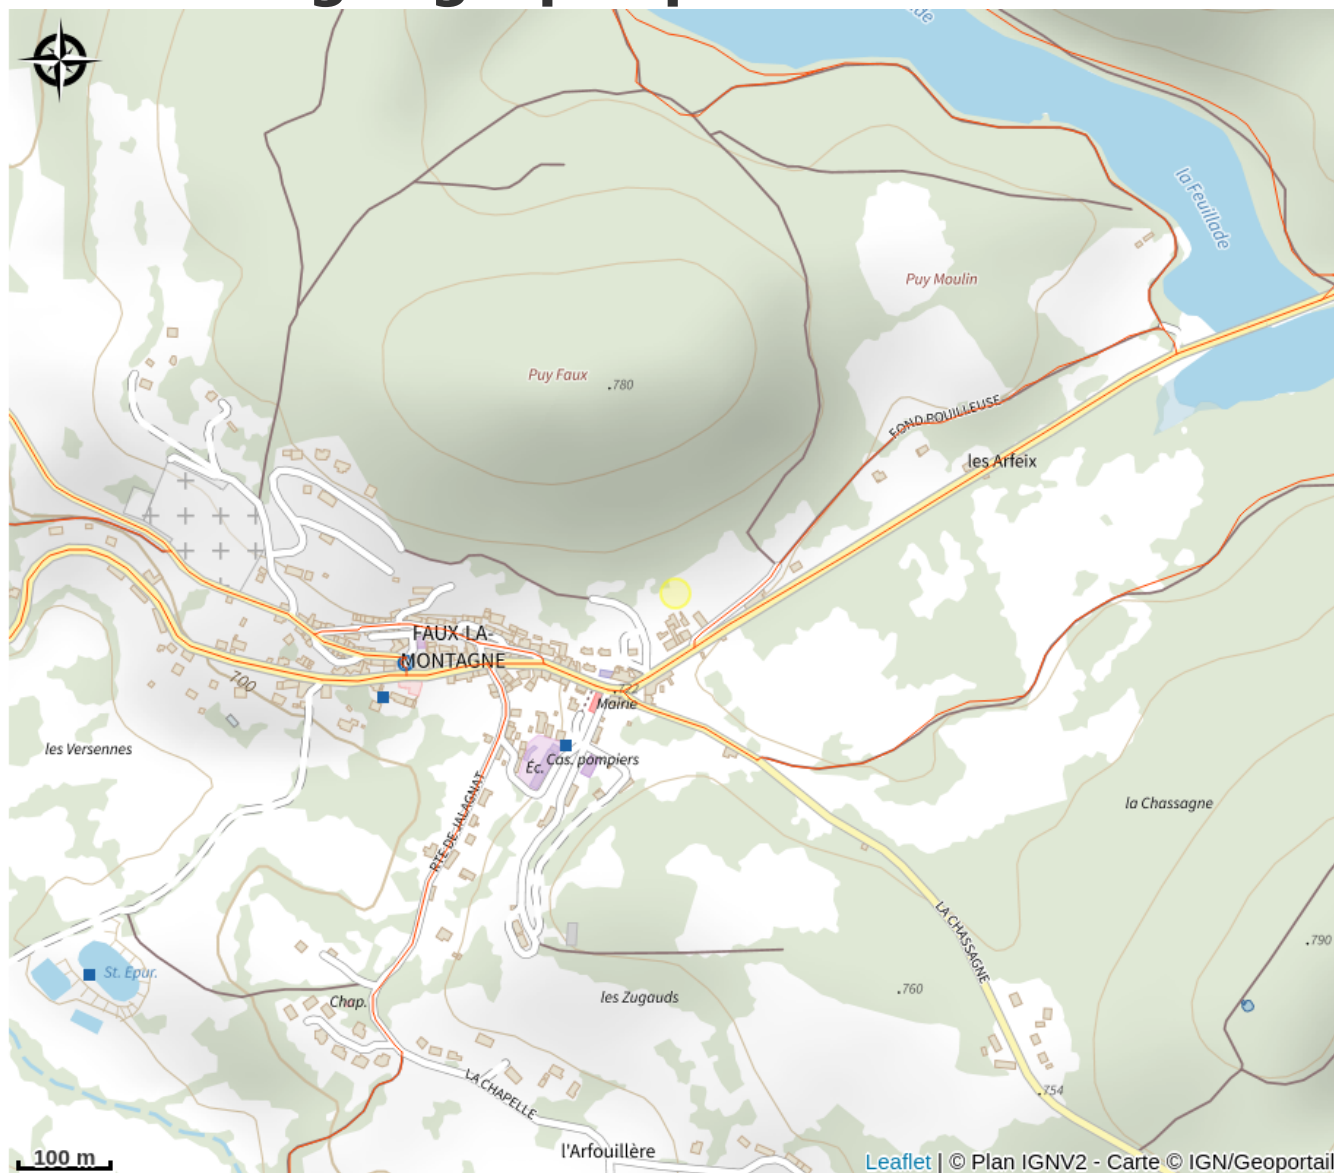 de
la Feuillade
Puy Moulin
Puy Faux
.780
FOND POUILLEUSE
les Arfeix
FAUX-LA-
MONTAGNE
700
722
Mairie
les Versennes
Éc.
Cas. pompiers
RTE DE JALAGNAT
la Chassagne
LA CHASSAGNE
.790
St. Epur.
Chap.
les Zugauds
.760
LA CHAPELLE
.754
l'Arfouillère
100 m
Leaflet | © Plan IGNV2 - Carte © IGN/Geoportail